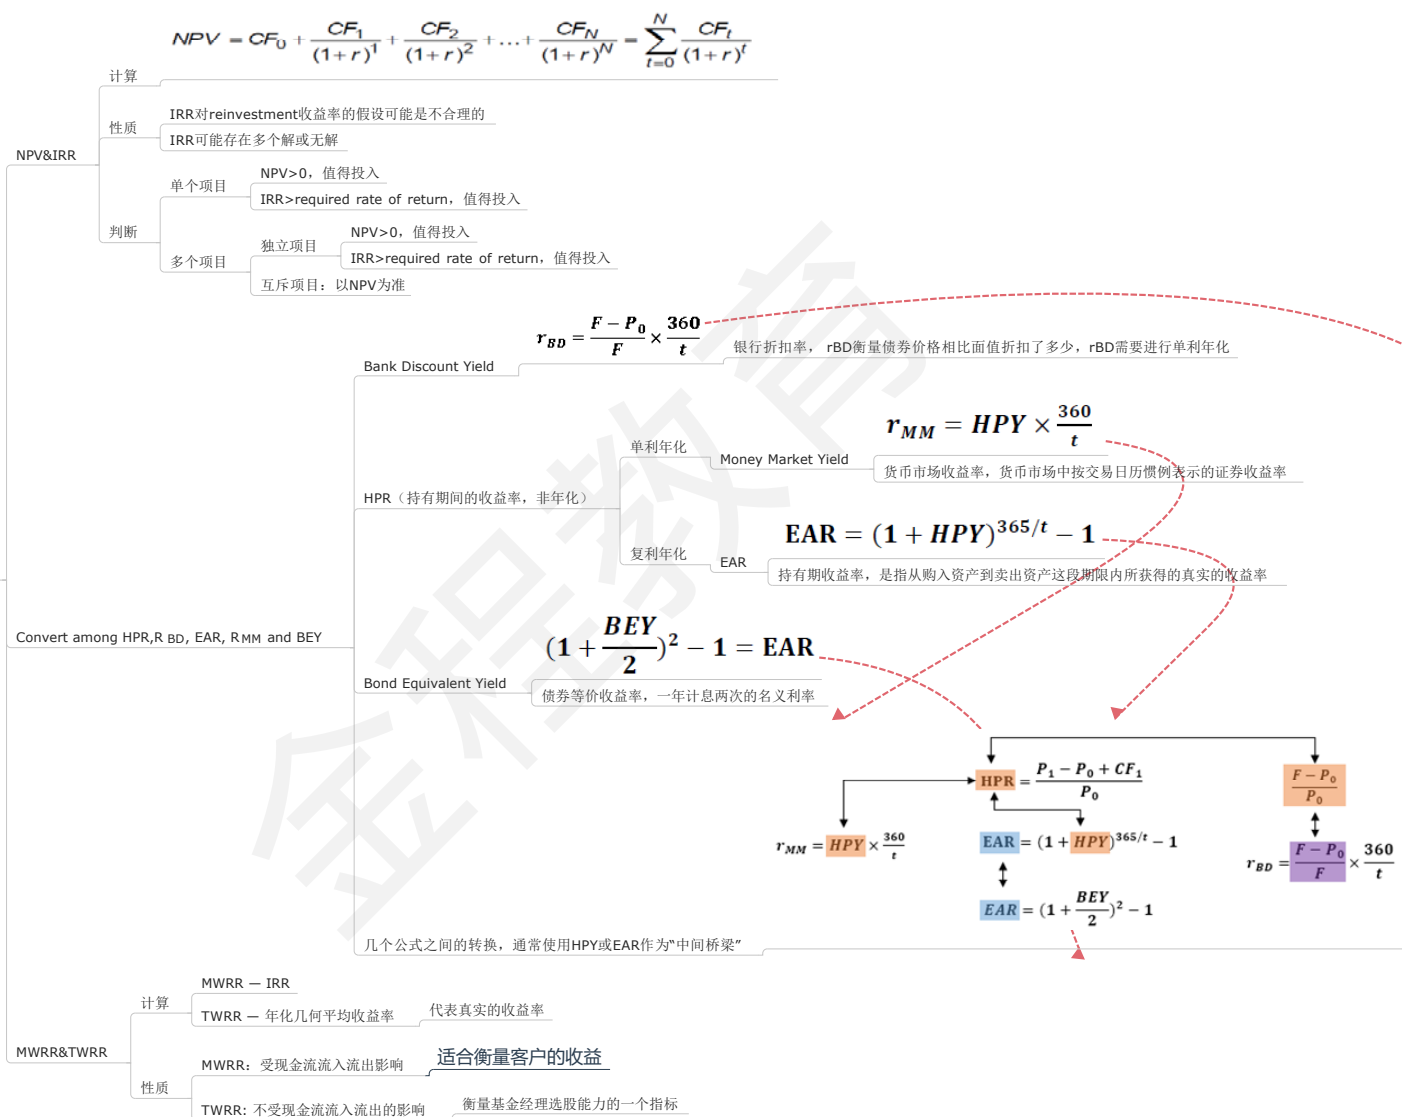 NPV = CF₀ + CF₁/(1+r)¹ + CF₂/(1+r)² + ... + CF_N/(1+r)^N = ∑_{t=0}^{N} CF_t/(1+r)^t
计算
IRR对reinvestment收益率的假设可能是不合理的
性质
IRR可能存在多个解或无解
NPV&IRR
NPV>0，值得投入
单个项目
IRR>required rate of return，值得投入
判断
NPV>0，值得投入
独立项目
IRR>required rate of return，值得投入
多个项目
互斥项目：以NPV为准
r_BD = (F − P₀)/F × 360/t
银行折扣率， rBD衡量债券价格相比面值折扣了多少，rBD需要进行单利年化
Bank Discount Yield
r_MM = HPY × 360/t
单利年化
Money Market Yield
货币市场收益率，货币市场中按交易日历惯例表示的证券收益率
HPR（持有期间的收益率，非年化）
EAR = (1 + HPY)^{365/t} − 1
复利年化
EAR
持有期收益率，是指从购入资产到卖出资产这段期限内所获得的真实的收益率
Convert among HPR,R BD, EAR, R MM and BEY
(1 + BEY/2)² − 1 = EAR
Bond Equivalent Yield
债券等价收益率，一年计息两次的名义利率
HPR = (P₁ − P₀ + CF₁)/P₀
(F − P₀)/P₀
r_MM = HPY × 360/t
EAR = (1 + HPY)^{365/t} − 1
r_BD = (F − P₀)/F × 360/t
EAR = (1 + BEY/2)² − 1
几个公式之间的转换，通常使用HPY或EAR作为“中间桥梁”
MWRR — IRR
计算
TWRR — 年化几何平均收益率
代表真实的收益率
MWRR&TWRR
MWRR：受现金流流入流出影响
适合衡量客户的收益
性质
TWRR: 不受现金流流入流出的影响
衡量基金经理选股能力的一个指标
金程教育